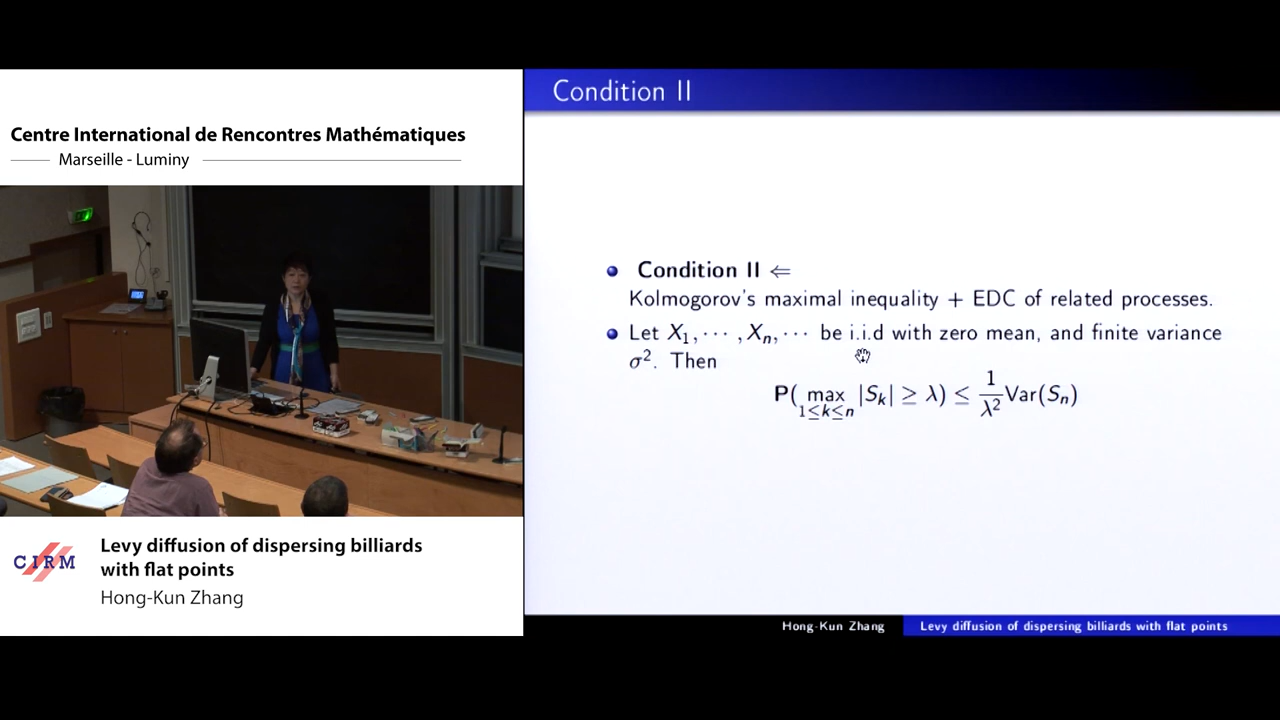 Centre International de Rencontres Mathématiques
Marseille - Luminy
CIRM
Levy diffusion of dispersing billiards
with flat points
Hong-Kun Zhang
Condition II
Condition II ⇐
Kolmogorov's maximal inequality + EDC of related processes.
Let X₁, ⋯ , Xₙ, ⋯ be i.i.d with zero mean, and finite variance
σ². Then
P( max |Sₖ| ≥ λ) ≤ 1/λ² Var(Sₙ)
1≤k≤n
Hong-Kun Zhang
Levy diffusion of dispersing billiards with flat points